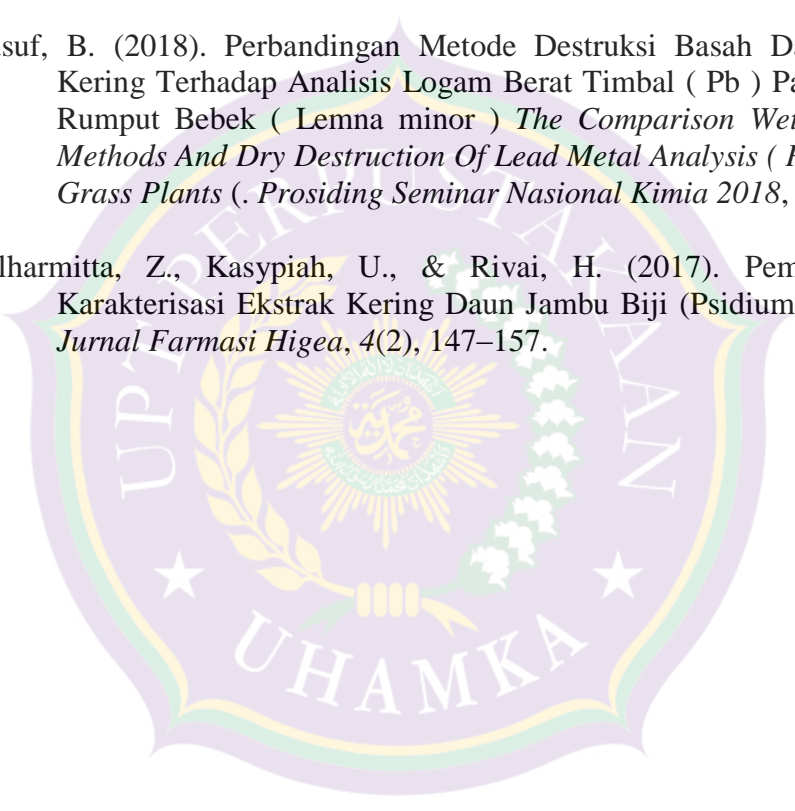 suf, B. (2018). Perbandingan Metode Destruksi Basah Da
Kering Terhadap Analisis Logam Berat Timbal ( Pb ) Pa
Rumput Bebek ( Lemna minor ) The Comparison Wet
Methods And Dry Destruction Of Lead Metal Analysis ( P
Grass Plants (. Prosiding Seminar Nasional Kimia 2018,
lharmitta, Z., Kasypiah, U., & Rivai, H. (2017). Pem
Karakterisasi Ekstrak Kering Daun Jambu Biji (Psidium
Jurnal Farmasi Higea, 4(2), 147–157.
UPT PERPUSTAKAAN
UHAMKA